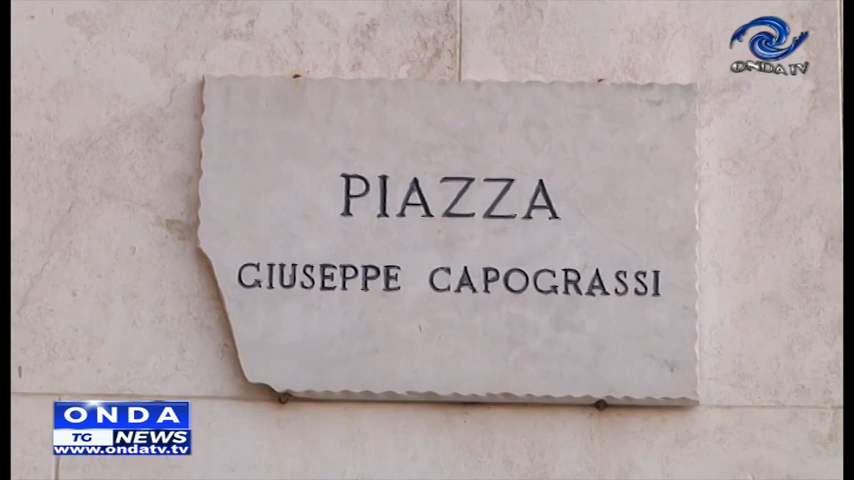 ONDA TV
PIAZZA
GIUSEPPE CAPOGRASSI
ONDA
TG NEWS
www.ondatv.tv